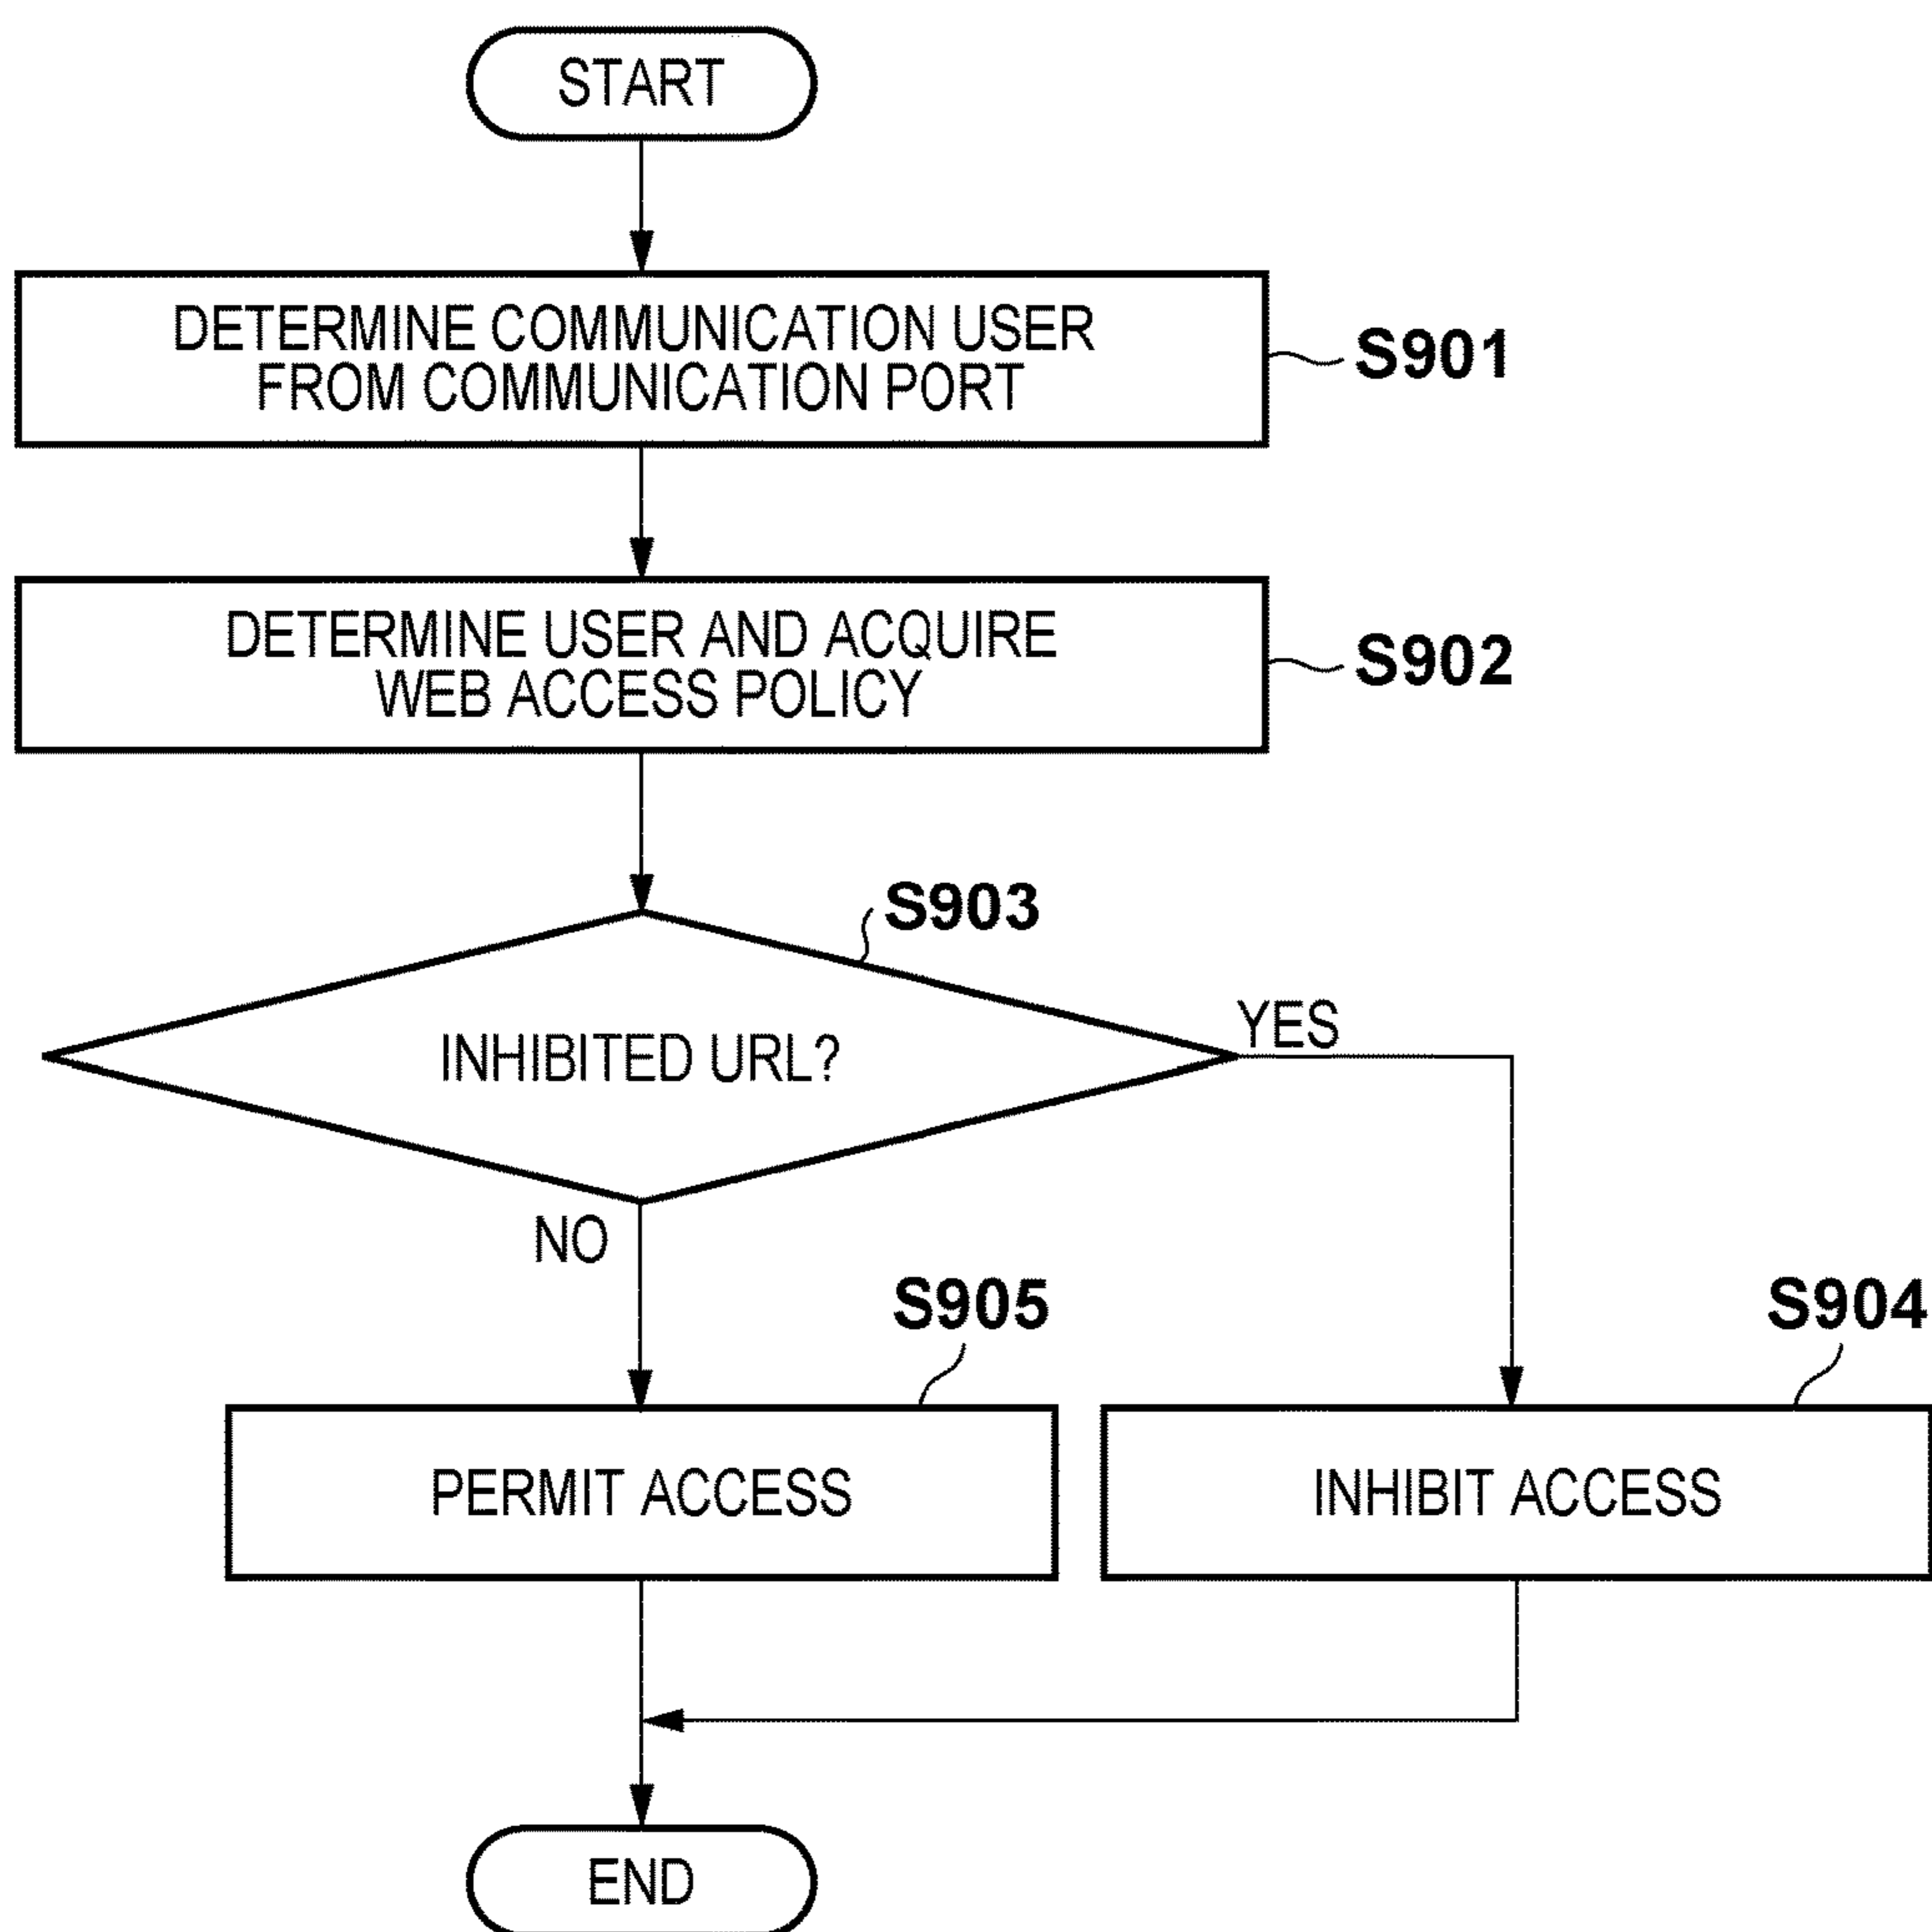 START
DETERMINE COMMUNICATION USER
FROM COMMUNICATION PORT
S901
DETERMINE USER AND ACQUIRE
WEB ACCESS POLICY
S902
S903
INHIBITED URL?
YES
NO
S905
S904
PERMIT ACCESS
INHIBIT ACCESS
END